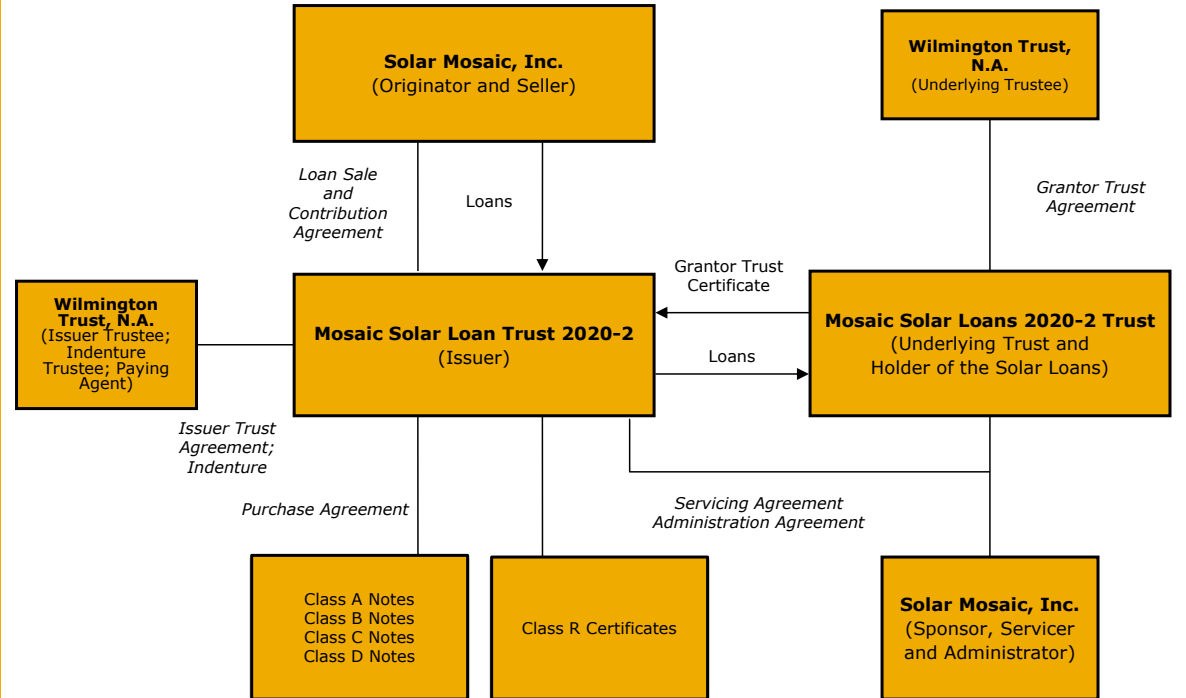 Solar Mosaic, Inc.
(Originator and Seller)
Wilmington Trust,
N.A.
(Underlying Trustee)
Loan Sale
and
Contribution
Agreement
Loans
Grantor Trust
Agreement
Grantor Trust
Certificate
Wilmington
Trust, N.A.
(Issuer Trustee;
Indenture
Trustee; Paying
Agent)
Mosaic Solar Loan Trust 2020-2
(Issuer)
Loans
Mosaic Solar Loans 2020-2 Trust
(Underlying Trust and
Holder of the Solar Loans)
Issuer Trust
Agreement;
Indenture
Purchase Agreement
Servicing Agreement
Administration Agreement
Class A Notes
Class B Notes
Class C Notes
Class D Notes
Class R Certificates
Solar Mosaic, Inc.
(Sponsor, Servicer
and Administrator)